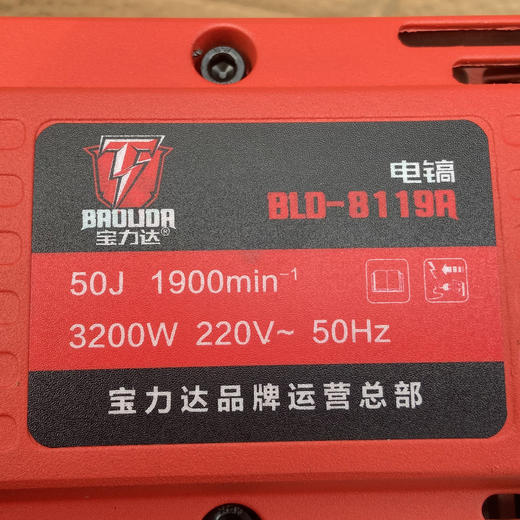 BAOLIDA
宝力达®
电镐
BLD-8119A
50J 1900min⁻¹
3200W 220V~ 50Hz
宝力达品牌运营总部